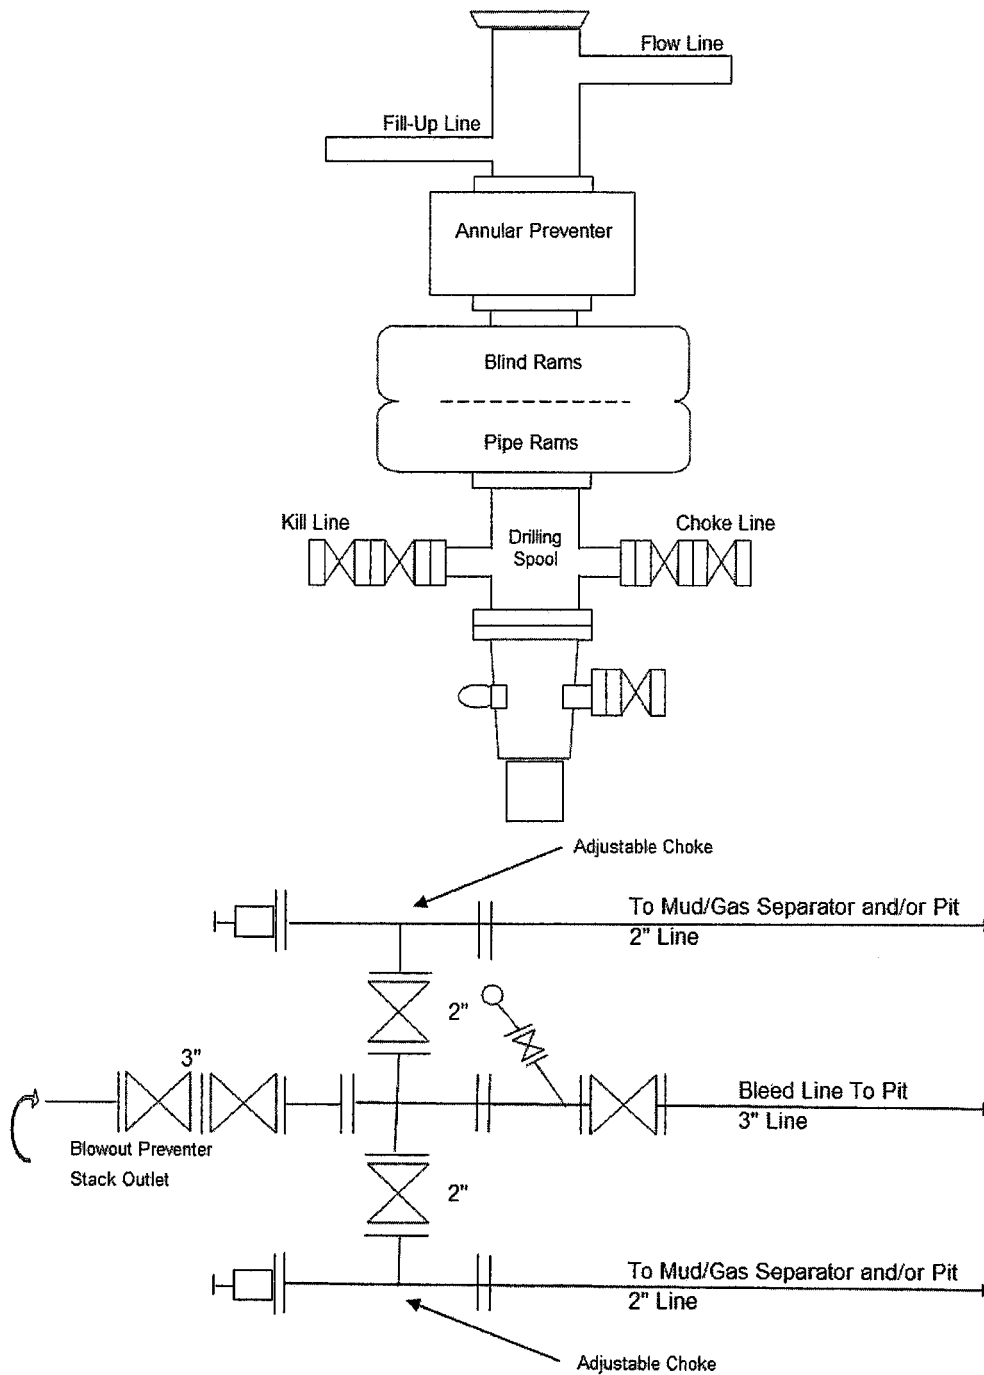 Flow Line
Fill-Up Line
Annular Preventer
Blind Rams
Pipe Rams
Kill Line
Drilling
Spool
Choke Line
Adjustable Choke
To Mud/Gas Separator and/or Pit
2" Line
2"
3"
Bleed Line To Pit
3" Line
Blowout Preventer
Stack Outlet
2"
To Mud/Gas Separator and/or Pit
2" Line
Adjustable Choke